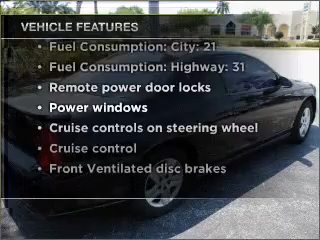 VEHICLE FEATURES
• Fuel Consumption: City: 21
• Fuel Consumption: Highway: 31
• Remote power door locks
• Power windows
• Cruise controls on steering wheel
• Cruise control
• Front Ventilated disc brakes